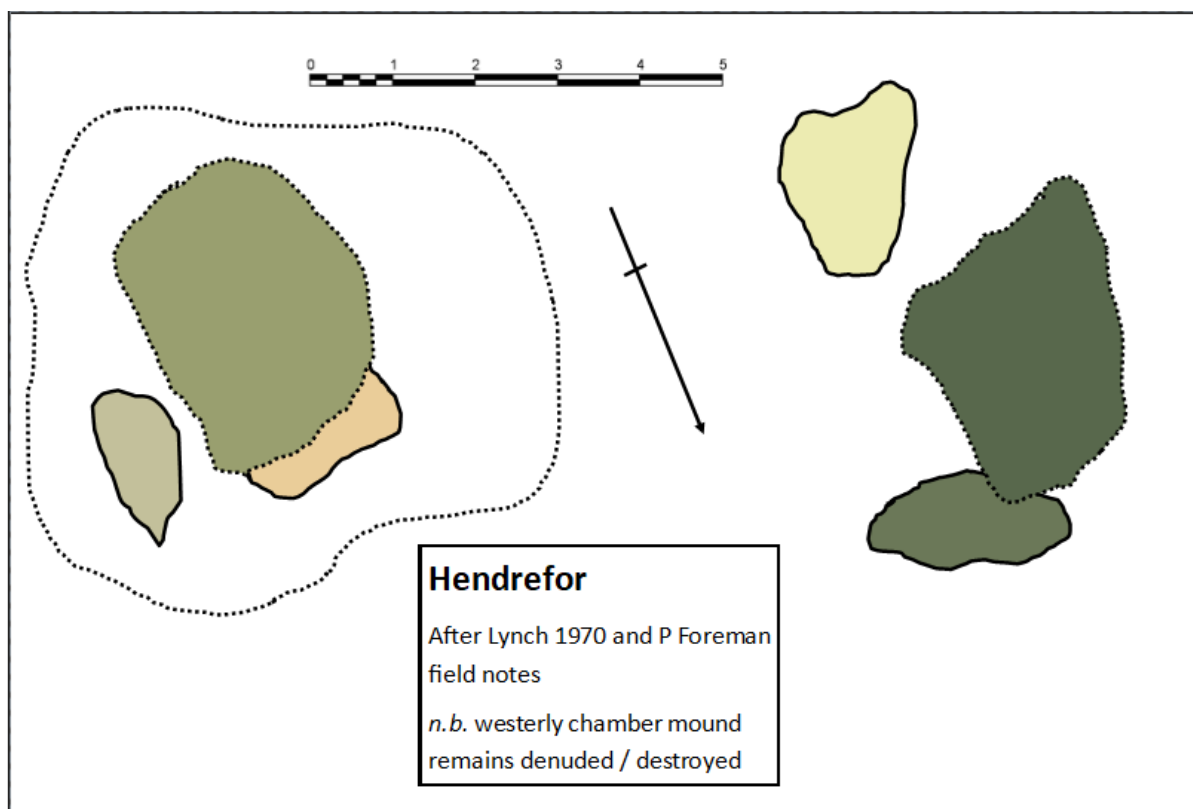 0 1 2 3 4 5
Hendrefor
After Lynch 1970 and P Foreman
field notes
n.b. westerly chamber mound
remains denuded / destroyed